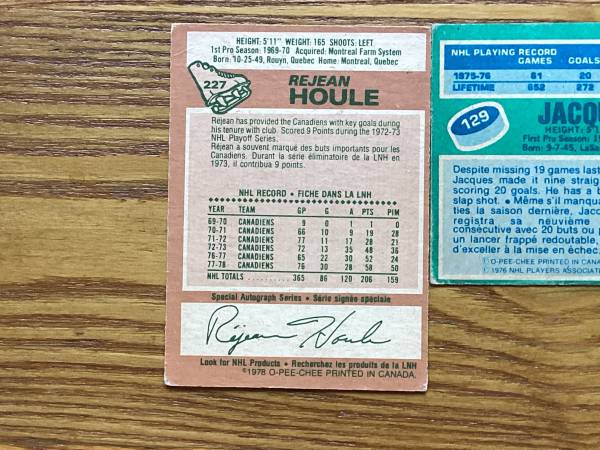 HEIGHT: 5'11" WEIGHT: 165 SHOOTS: LEFT
1st Pro Season: 1969-70 Acquired: Montreal Farm System
Born: 10-25-49, Rouyn, Quebec Home: Montreal, Quebec
227
REJEAN
HOULE
Rejean has provided the Canadiens with key goals during
his tenure with club. Scored 9 Points during the 1972-73
NHL Playoff Series.
Réjean a souvent marqué des buts importants pour les
Canadiens. Durant la série éliminatoire de la LNH en
1973, il contribua 9 points.
NHL RECORD • FICHE DANS LA LNH
YEAR TEAM GP G A PTS PIM
69-70 CANADIENS 9 0 1 1 0
70-71 CANADIENS 66 10 9 19 28
71-72 CANADIENS 77 11 17 28 21
72-73 CANADIENS 72 13 35 48 36
76-77 CANADIENS 65 22 30 52 24
77-78 CANADIENS 76 30 28 58 50
NHL TOTALS 365 86 120 206 159
Special Autograph Series • Série signée spéciale
Réjean Houle
Look for NHL Products • Recherchez les produits de la LNH
©1978 O-PEE-CHEE PRINTED IN CANADA.
NHL PLAYING RECORD
GAMES GOALS
1975-76 61 20
LIFETIME 652 272
129
JACQU
HEIGHT: 5'1
First Pro Season: 19
Born: 9-7-45, LaSa
Despite missing 19 games last
Jacques made it nine straigh
scoring 20 goals. He has a b
slap shot. • Même s'il manqua
ties la saison dernière, Jacqu
registra sa neuvième
consécutive avec 20 buts ou p
un lancer frappé redoutable,
d'exceller à la mise en échec.
©O-PEE-CHEE PRINTED IN CANA
©1976 NHL PLAYERS ASSOCIAT